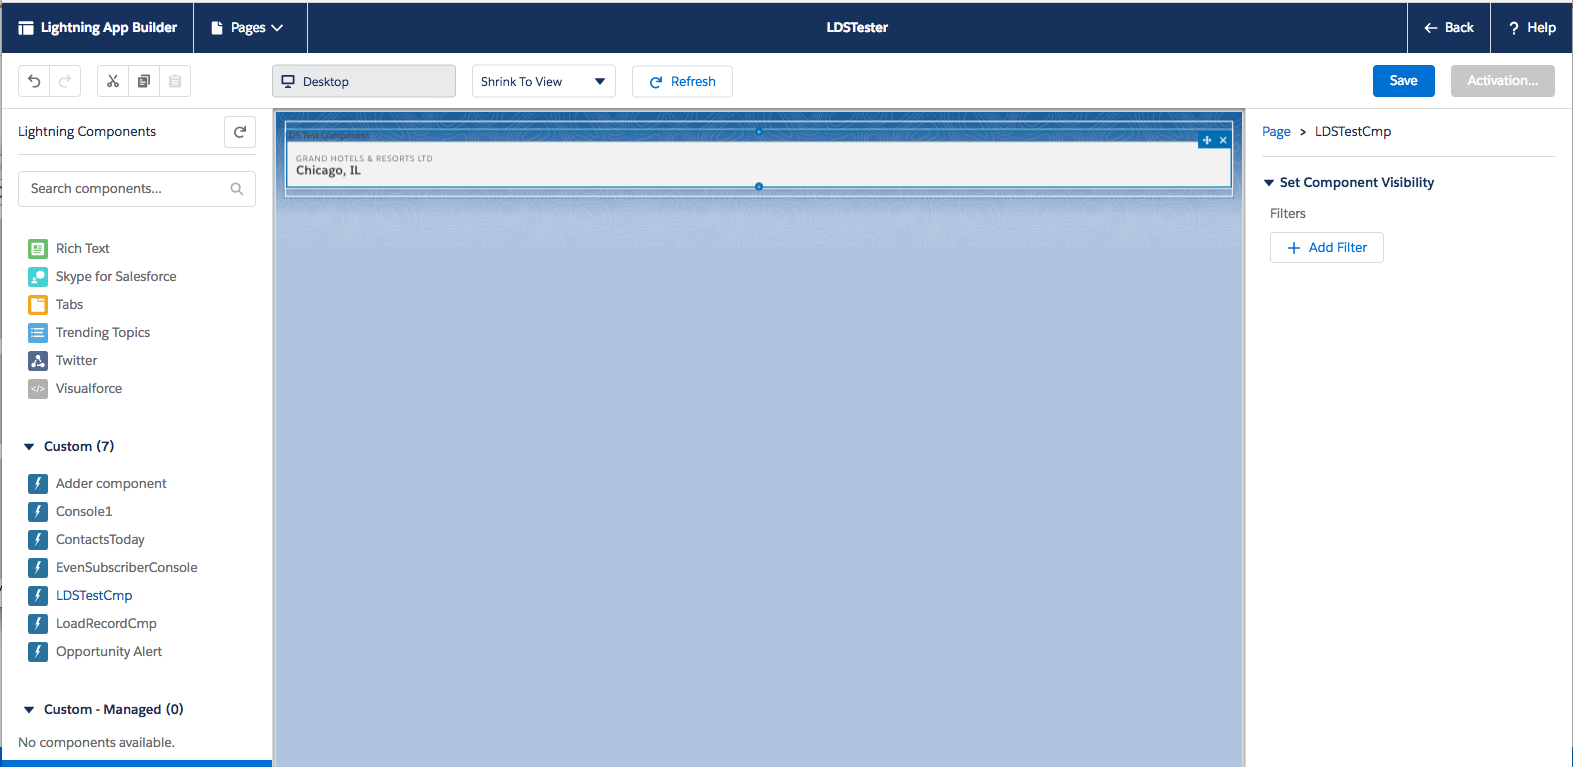 Lightning App Builder
Pages
LDSTester
Back
? Help
Desktop
Shrink To View
Refresh
Save
Activation...
Lightning Components
Search components...
Rich Text
Skype for Salesforce
Tabs
Trending Topics
Twitter
Visualforce
Custom (7)
Adder component
Console1
ContactsToday
EvenSubscriberConsole
LDSTestCmp
LoadRecordCmp
Opportunity Alert
Custom - Managed (0)
No components available.
DS Test Component
GRAND HOTELS & RESORTS LTD
Chicago, IL
Page > LDSTestCmp
Set Component Visibility
Filters
Add Filter